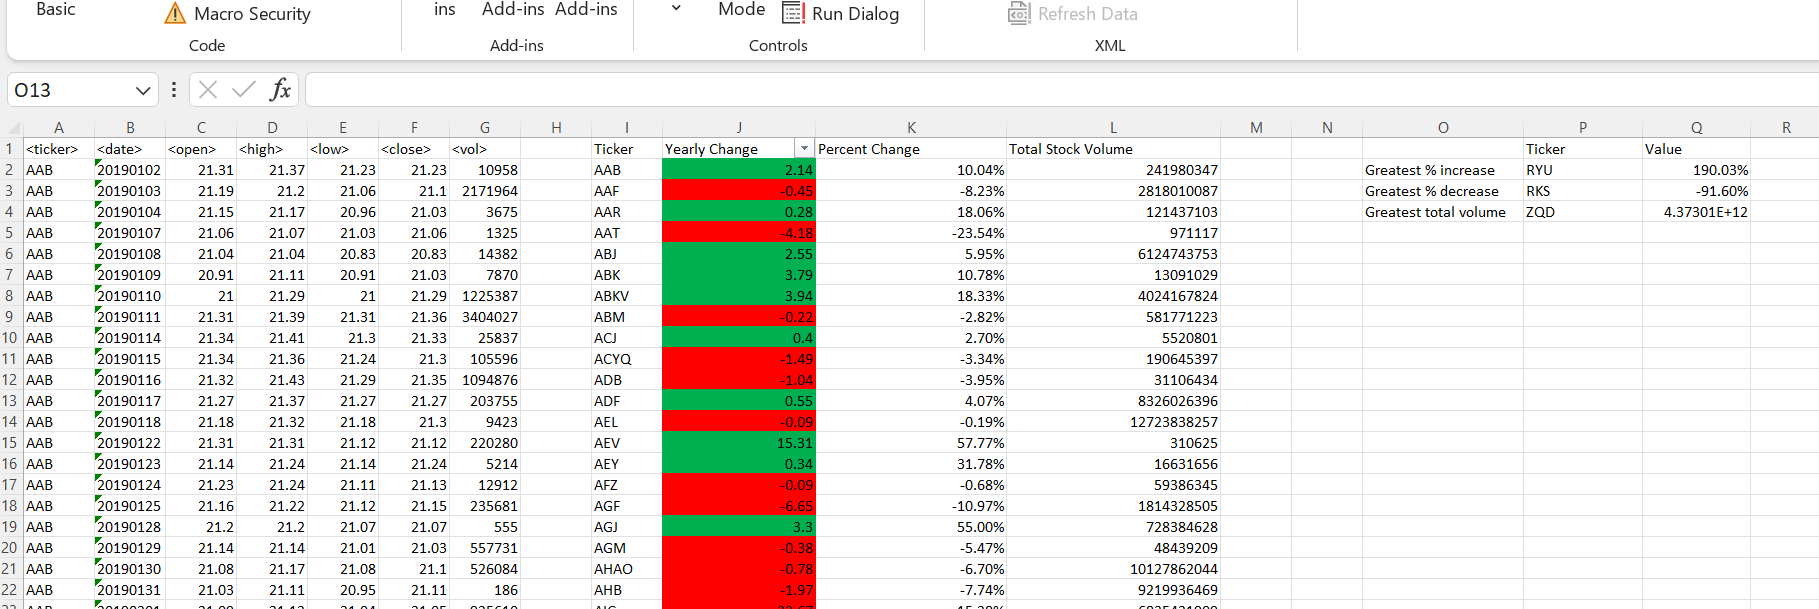 Basic Macro Security ins Add-ins Add-ins Mode Run Dialog Refresh Data
Code Add-ins Controls XML
O13 fx
A B C D E F G H I J K L M N O P Q R
1 <ticker> <date> <open> <high> <low> <close> <vol> Ticker Yearly Change Percent Change Total Stock Volume Ticker Value
2 AAB 20190102 21.31 21.37 21.23 21.23 10958 AAB 2.14 10.04% 241980347 Greatest % increase RYU 190.03%
3 AAB 20190103 21.19 21.2 21.06 21.1 2171964 AAF -0.45 -8.23% 2818010087 Greatest % decrease RKS -91.60%
4 AAB 20190104 21.15 21.17 20.96 21.03 3675 AAR 0.28 18.06% 121437103 Greatest total volume ZQD 4.37301E+12
5 AAB 20190107 21.06 21.07 21.03 21.06 1325 AAT -4.18 -23.54% 971117
6 AAB 20190108 21.04 21.04 20.83 20.83 14382 ABJ 2.55 5.95% 6124743753
7 AAB 20190109 20.91 21.11 20.91 21.03 7870 ABK 3.79 10.78% 13091029
8 AAB 20190110 21 21.29 21 21.29 1225387 ABKV 3.94 18.33% 4024167824
9 AAB 20190111 21.31 21.39 21.31 21.36 3404027 ABM -0.22 -2.82% 581771223
10 AAB 20190114 21.34 21.41 21.3 21.33 25837 ACJ 0.4 2.70% 5520801
11 AAB 20190115 21.34 21.36 21.24 21.3 105596 ACYQ -1.49 -3.34% 190645397
12 AAB 20190116 21.32 21.43 21.29 21.35 1094876 ADB -1.04 -3.95% 31106434
13 AAB 20190117 21.27 21.37 21.27 21.27 203755 ADF 0.55 4.07% 8326026396
14 AAB 20190118 21.18 21.32 21.18 21.3 9423 AEL -0.09 -0.19% 12723838257
15 AAB 20190122 21.31 21.31 21.12 21.12 220280 AEV 15.31 57.77% 310625
16 AAB 20190123 21.14 21.24 21.14 21.24 5214 AEY 0.34 31.78% 16631656
17 AAB 20190124 21.23 21.24 21.11 21.13 12912 AFZ -0.09 -0.68% 59386345
18 AAB 20190125 21.16 21.22 21.12 21.15 235681 AGF -6.65 -10.97% 1814328505
19 AAB 20190128 21.2 21.2 21.07 21.07 555 AGJ 3.3 55.00% 728384628
20 AAB 20190129 21.14 21.14 21.01 21.03 557731 AGM -0.38 -5.47% 48439209
21 AAB 20190130 21.08 21.17 21.08 21.1 526084 AHAO -0.78 -6.70% 10127862044
22 AAB 20190131 21.03 21.11 20.95 21.11 186 AHB -1.97 -7.74% 9219936469